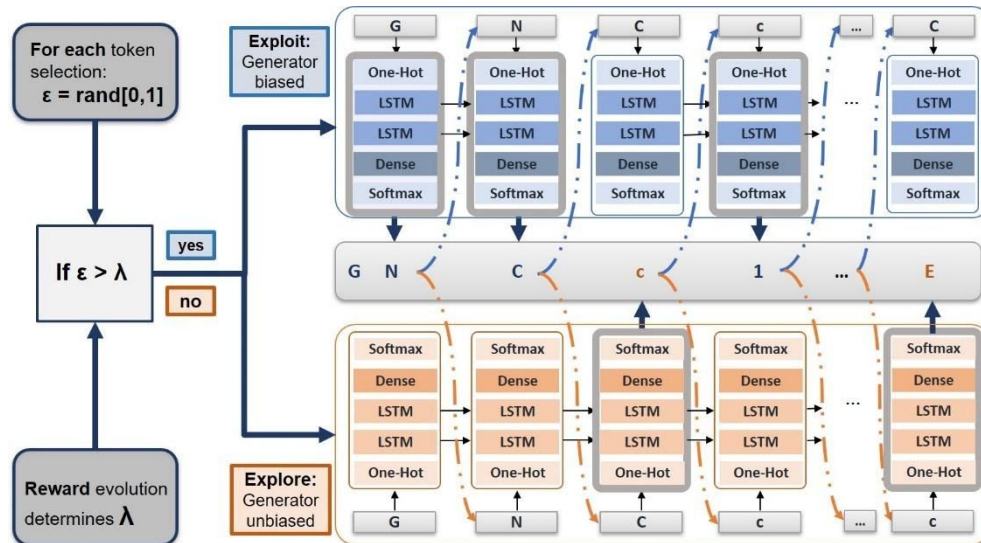 For each token
selection:
ε = rand[0,1]
If ε > λ
yes
no
Reward evolution
determines λ
Exploit:
Generator
biased
Explore:
Generator
unbiased
G N C c ... C
One-Hot One-Hot One-Hot One-Hot One-Hot
LSTM LSTM LSTM LSTM ... LSTM
LSTM LSTM LSTM LSTM LSTM
Dense Dense Dense Dense Dense
Softmax Softmax Softmax Softmax Softmax
G N C c 1 ... E
Softmax Softmax Softmax Softmax Softmax
Dense Dense Dense Dense ... Dense
LSTM LSTM LSTM LSTM LSTM
LSTM LSTM LSTM LSTM ... LSTM
One-Hot One-Hot One-Hot One-Hot One-Hot
G N C c ... c